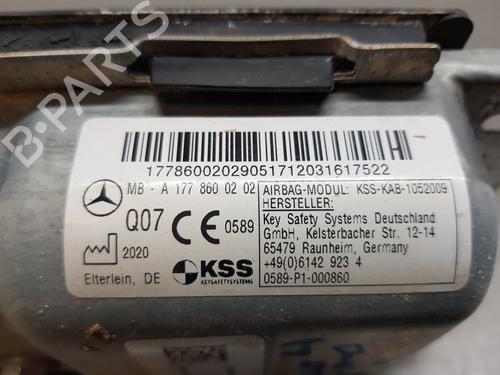 B-PARTS
17786002029051712031617522
MB - A 177 860 02 02
AIRBAG-MODUL: KSS-KAB-1052009
HERSTELLER:
Q07 CE 0589
Key Safety Systems Deutschland
GmbH, Kelsterbacher Str. 12-14
65479 Raunheim, Germany
2020
KSS
KEYSAFETYSYSTEMS
+49(0)6142 923 4
Elterlein, DE
0589-P1-000860